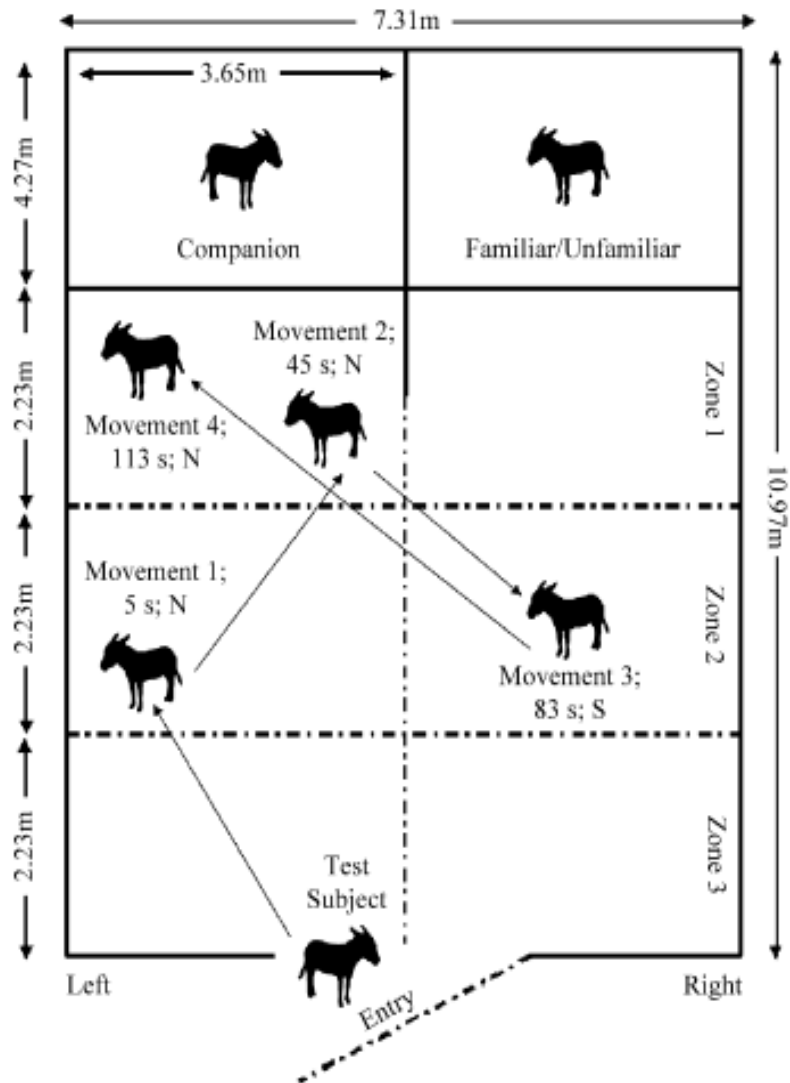 7.31m
3.65m
4.27m
Companion
Familiar/Unfamiliar
Movement 2;
45 s; N
Movement 4;
113 s; N
Zone 1
2.23m
10.97m
Movement 1;
5 s; N
Zone 2
2.23m
Movement 3;
83 s; S
Zone 3
2.23m
Test
Subject
Left
Entry
Right